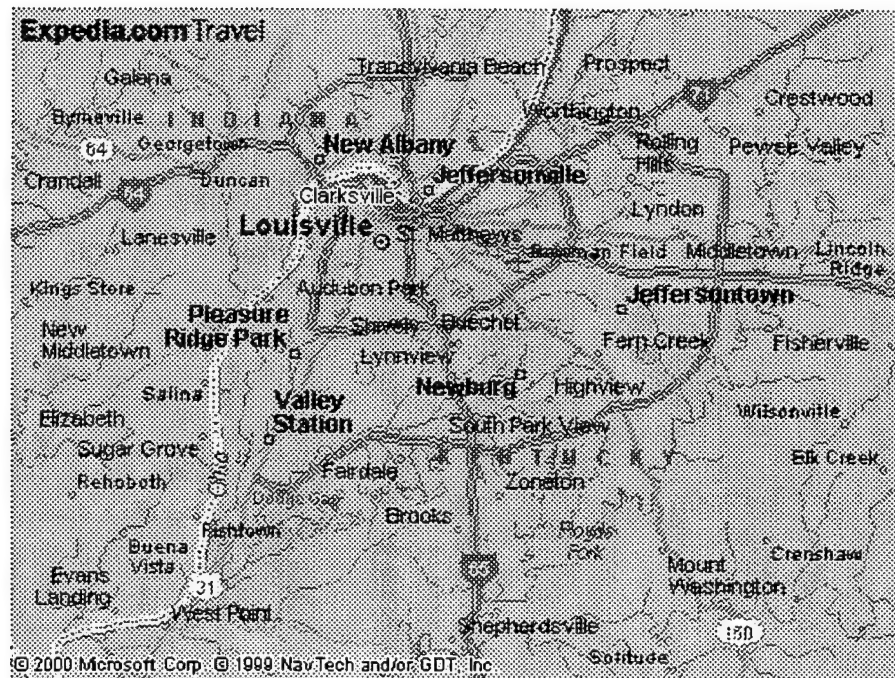 Expedia.com Travel
Galena
Transylvania Beach
Prospect
71
Crestwood
Byrneville
INDIANA
Worthington
64
Georgetown
New Albany
Rolling
Hills
Pewee Valley
Crandall
Duncan
Jeffersonville
Clarksville
Lyndon
Louisville
St. Matthews
Lanesville
Bowman Field
Middletown
Lincoln
Ridge
Kings Store
Audubon Park
Jeffersontown
Pleasure
Ridge Park
Shively
Buechel
New
Middletown
Lynnview
Fern Creek
Fisherville
Salina
Newburg
Highview
Elizabeth
Valley
Station
South Park View
Wilsonville
Sugar Grove
KENTUCKY
Elk Creek
Rehoboth
Fairdale
Zoneton
Ohio
Brooks
Floyds
Fork
Fishtown
Buena
Vista
Crenshaw
Evans
Landing
31
65
Mount
Washington
West Point
Shepherdsville
150
Solitude
© 2000 Microsoft Corp. © 1999 NavTech and/or GDT, Inc.